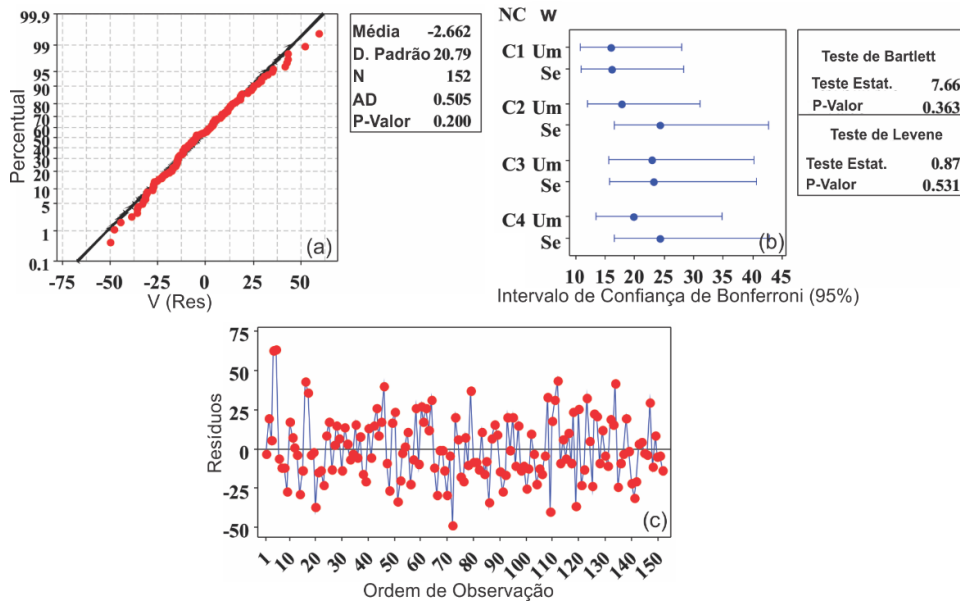 99.9
99
95
90
80
70
60
50
40
30
20
10
5
1
0.1
Percentual
-75
-50
-25
0
25
50
V (Res)
(a)
Média -2.662
D. Padrão 20.79
N 152
AD 0.505
P-Valor 0.200
NC W
C1 Um
Se
C2 Um
Se
C3 Um
Se
C4 Um
Se
(b)
10 15 20 25 30 35 40 45
Intervalo de Confiança de Bonferroni (95%)
Teste de Bartlett
Teste Estat. 7.66
P-Valor 0.363
Teste de Levene
Teste Estat. 0.87
P-Valor 0.531
75
50
25
0
-25
-50
Resíduos
(c)
1 10 20 30 40 50 60 70 80 90 100 110 120 130 140 150
Ordem de Observação